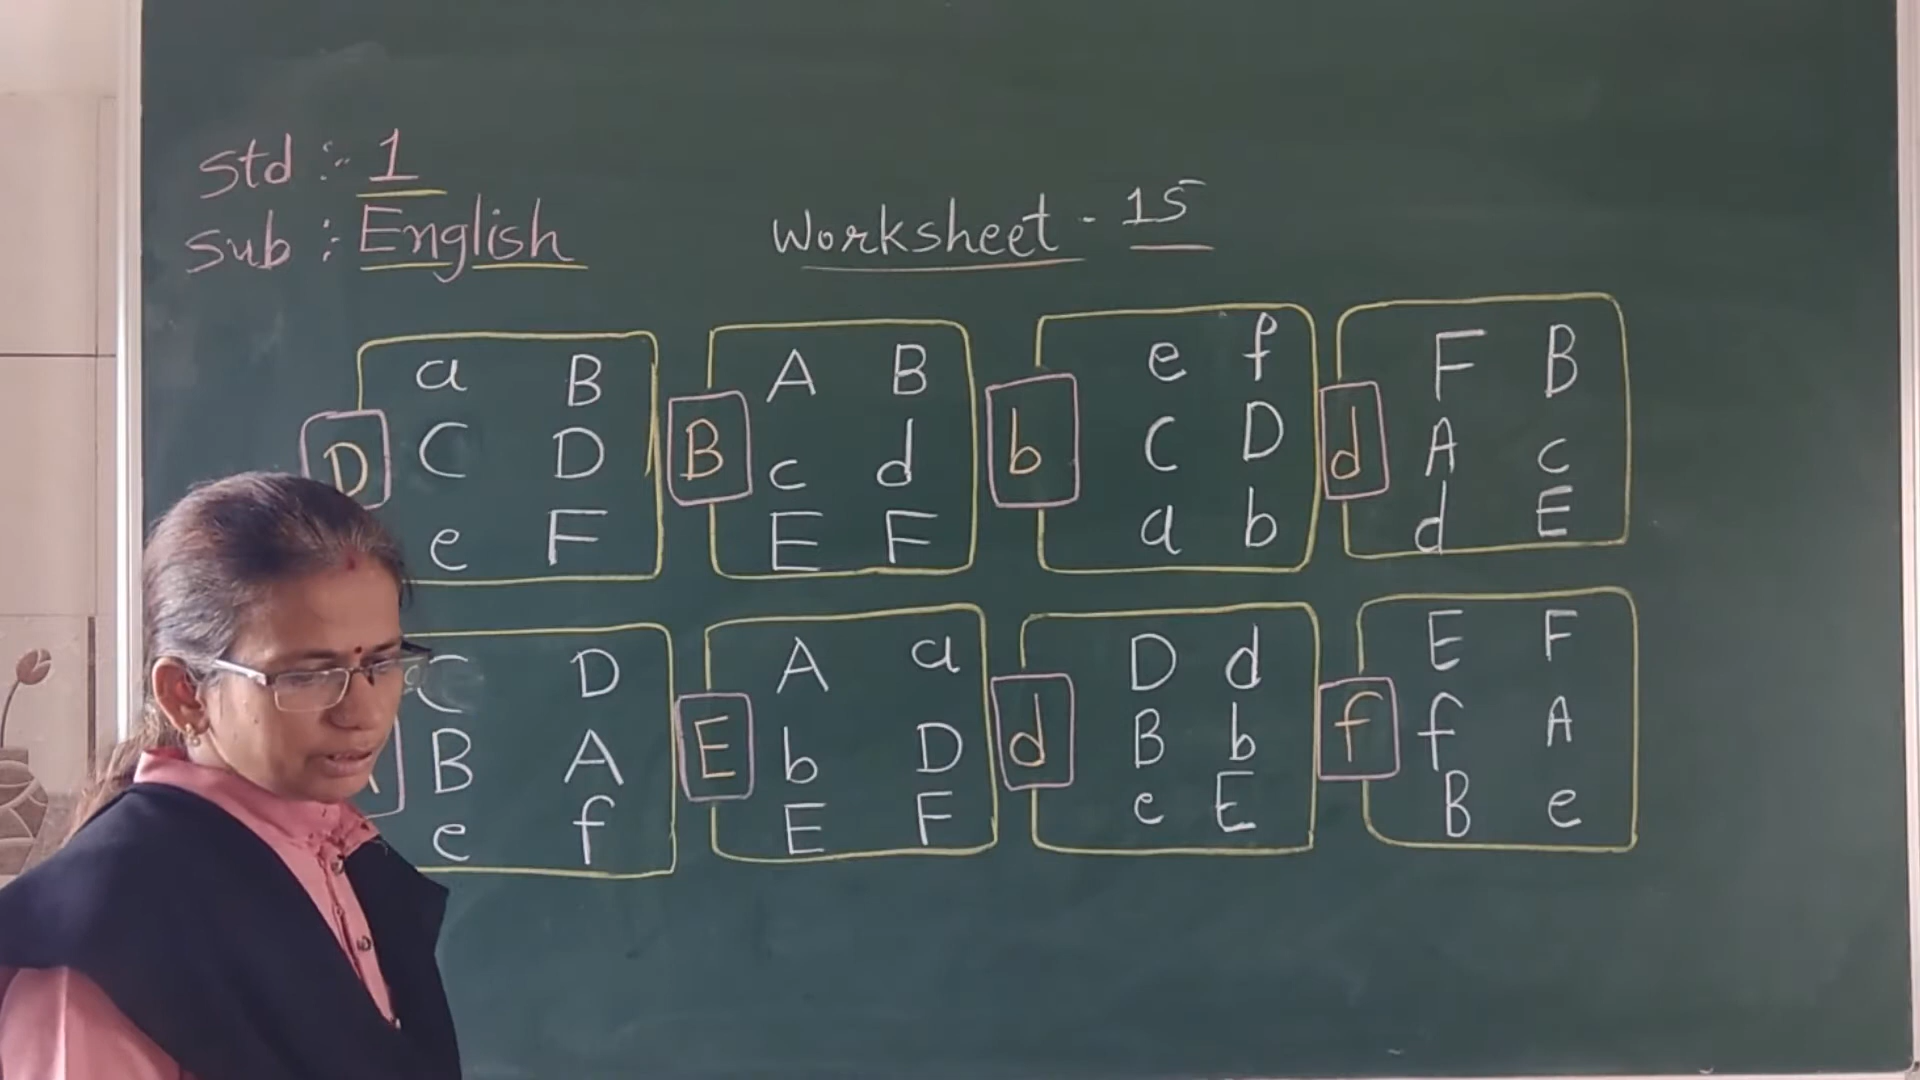 Std :- 1
Sub :- English
Worksheet - 15
a B
C D
e F
D
A B
c d
E F
B
e f
C D
a b
b
F B
A c
d E
d
C D
B A
e f
A a
b D
E F
E
D d
B b
e E
d
E F
f A
B e
f